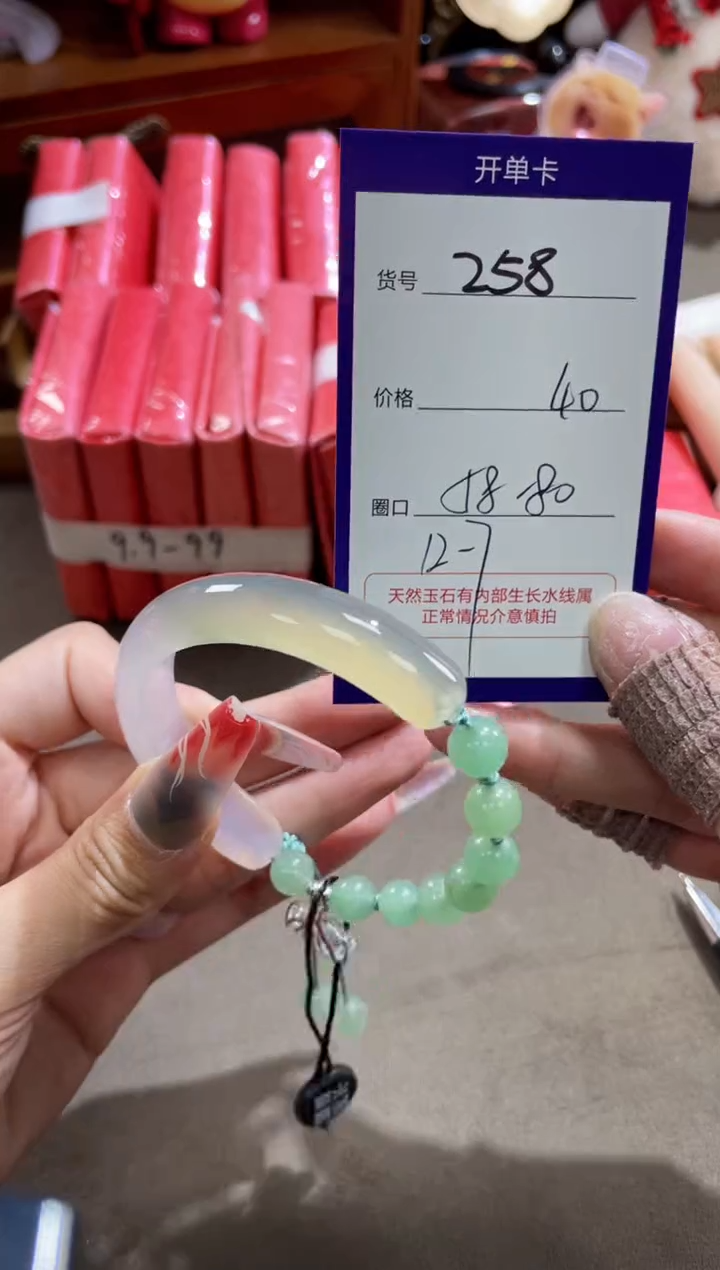 开单卡
货号 258
价格 40
圈口 58 80
12-7
天然玉石有内部生长水线属
正常情况介意慎拍
9.9-99